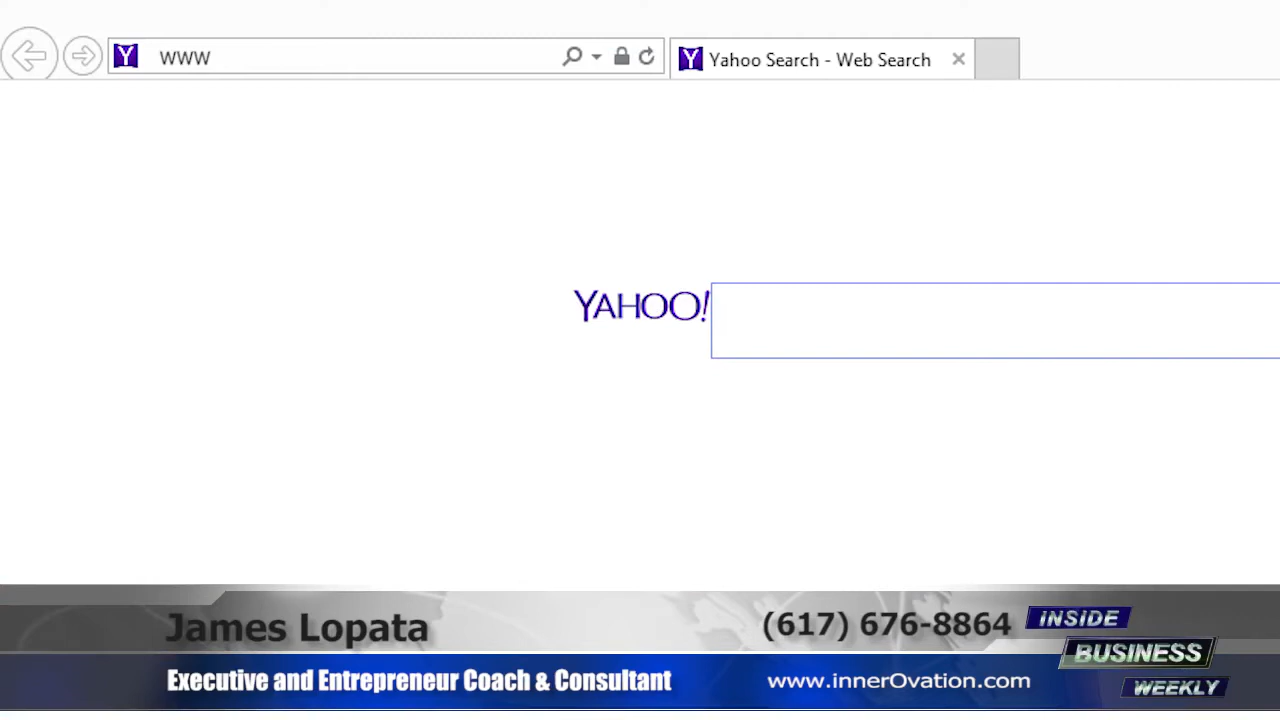 www
Yahoo Search - Web Search
YAHOO!
James Lopata
(617) 676-8864
Executive and Entrepreneur Coach & Consultant
www.innerOvation.com
INSIDE
BUSINESS
WEEKLY